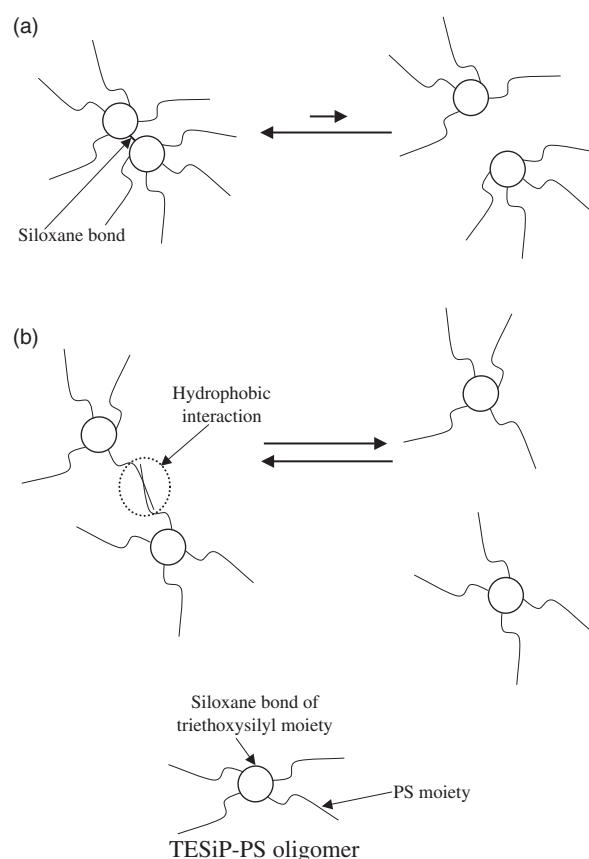 (a)
Siloxane bond
(b)
Hydrophobic
interaction
Siloxane bond of
triethoxysilyl moiety
PS moiety
TESiP-PS oligomer